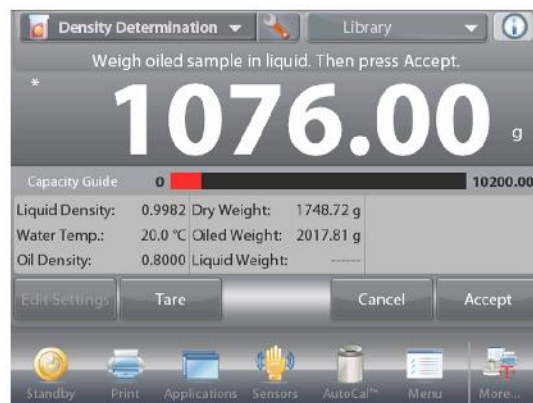 Density Determination Library
Weigh oiled sample in liquid. Then press Accept.
*
1076.00 g
Capacity Guide 0 10200.00
Liquid Density: 0.9982 Dry Weight: 1748.72 g
Water Temp.: 20.0 °C Oiled Weight: 2017.81 g
Oil Density: 0.8000 Liquid Weight: ------
Edit Settings Tare Cancel Accept
Standby Print Applications Sensors AutoCal™ Menu More...